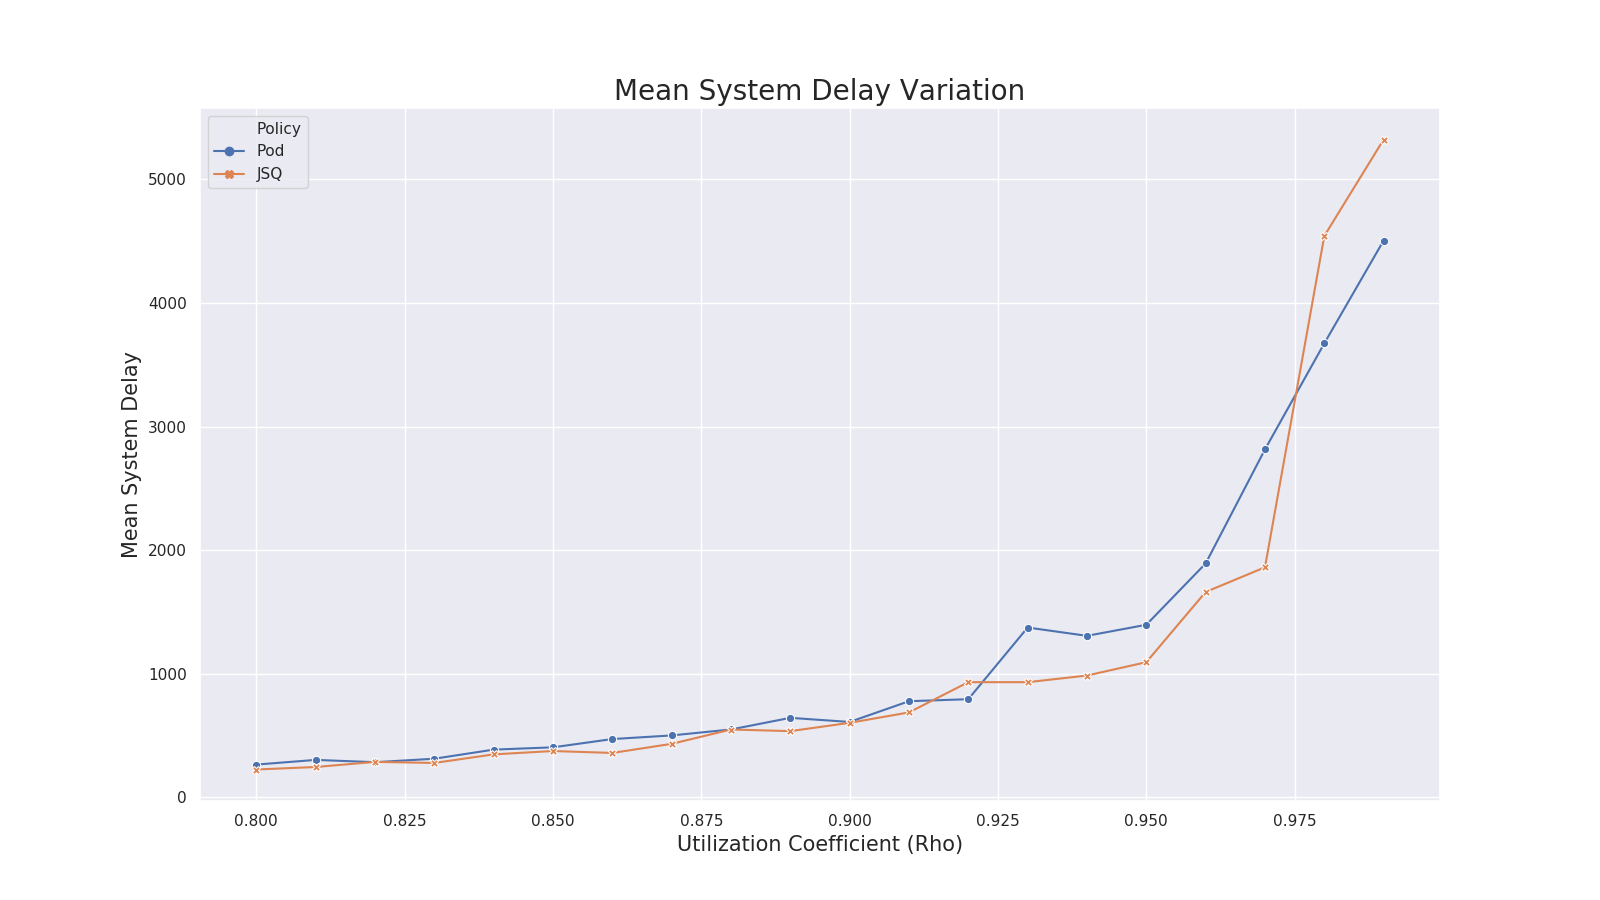 Mean System Delay Variation
Policy
Pod
JSQ
Mean System Delay
5000
4000
3000
2000
1000
0
0.800 0.825 0.850 0.875 0.900 0.925 0.950 0.975
Utilization Coefficient (Rho)